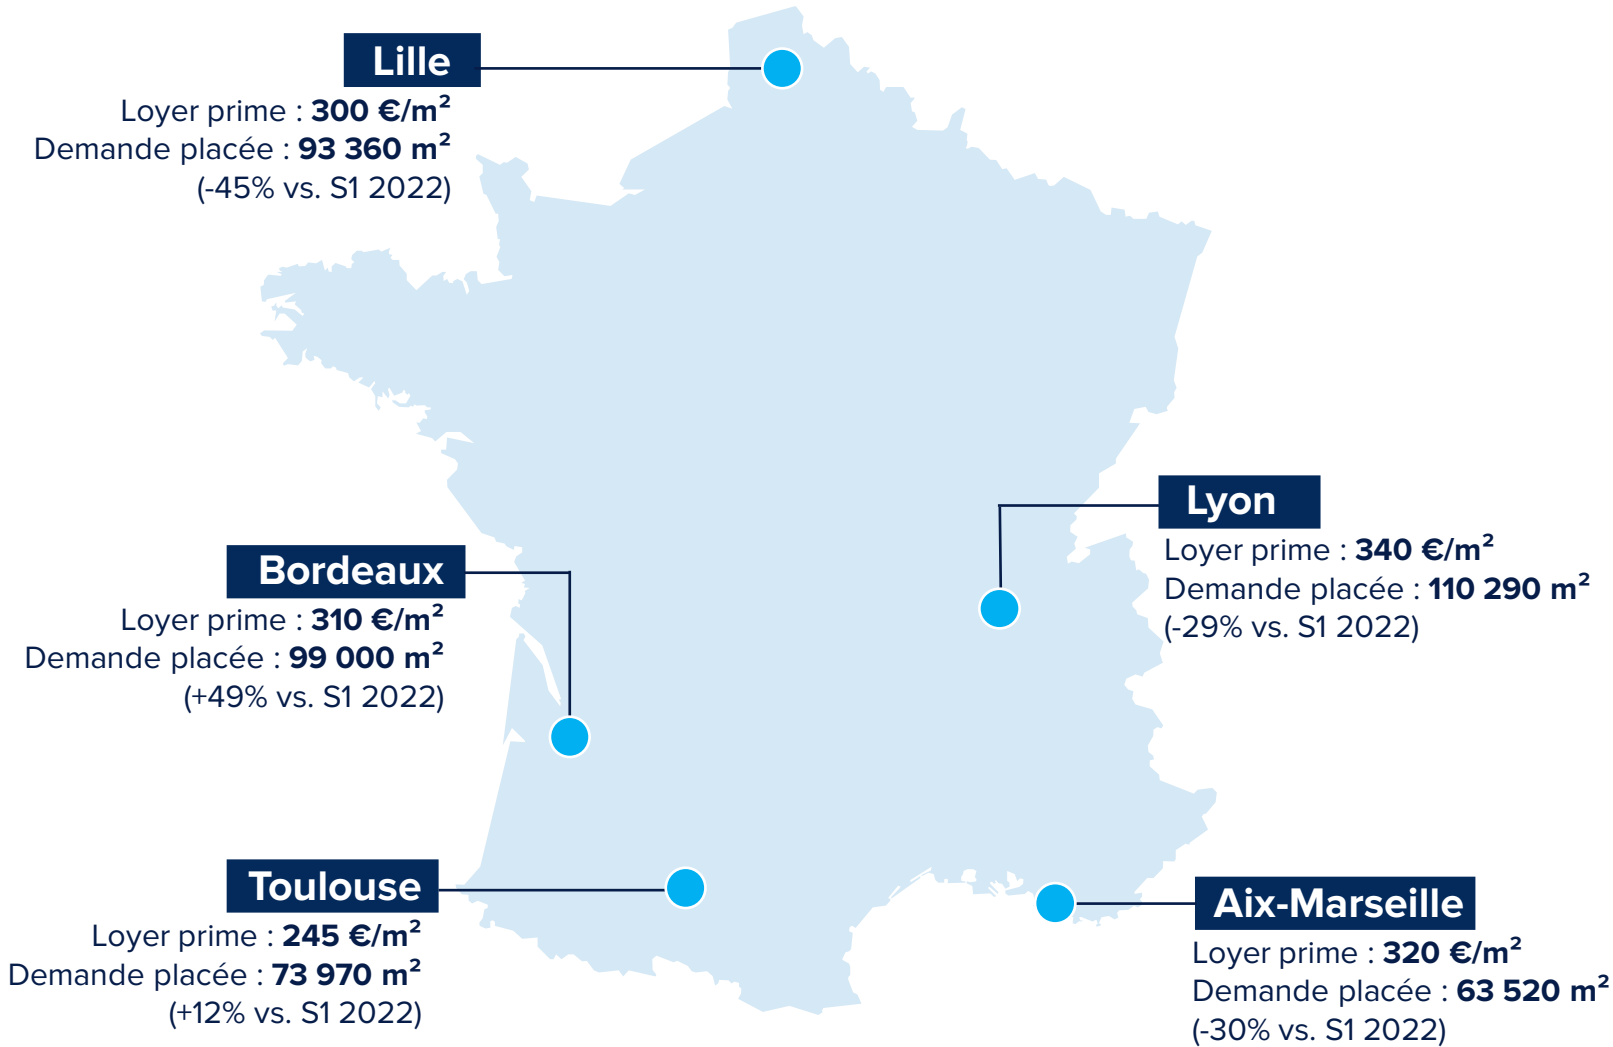 Lille
Loyer prime : 300 €/m²
Demande placée : 93 360 m²
(-45% vs. S1 2022)
Lyon
Loyer prime : 340 €/m²
Demande placée : 110 290 m²
(-29% vs. S1 2022)
Bordeaux
Loyer prime : 310 €/m²
Demande placée : 99 000 m²
(+49% vs. S1 2022)
Toulouse
Loyer prime : 245 €/m²
Demande placée : 73 970 m²
(+12% vs. S1 2022)
Aix-Marseille
Loyer prime : 320 €/m²
Demande placée : 63 520 m²
(-30% vs. S1 2022)